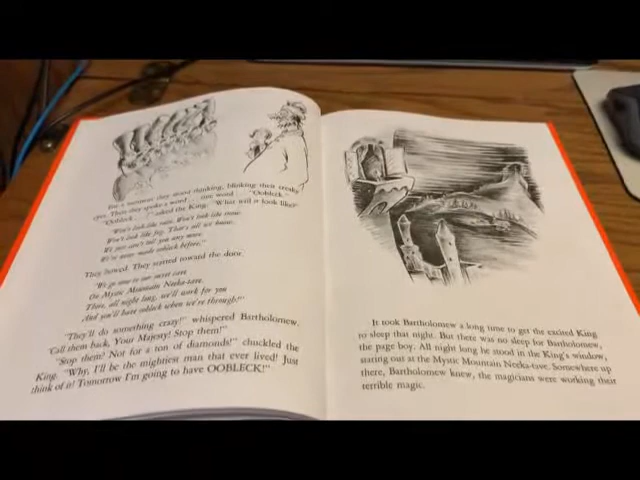 For a moment they stood thinking, blinking their creaky
eyes. Then they spoke a word . . . one word . . . "Oobleck."
"Oobleck. . . ?" asked the King. "What will it look like?"
"Won't look like rain. Won't look like snow.
Won't look like fog. That's all we know.
We just can't tell you any more.
We've never made oobleck before."
They bowed. They started toward the door.
"We go now to our secret cave
On Mystic Mountain Neeka-tave.
There, all night long, we'll work for you
And you'll have oobleck when we're through!"
"They'll do something crazy!" whispered Bartholomew.
"Call them back, Your Majesty! Stop them!"
"Stop them? Not for a ton of diamonds!" chuckled the
King. "Why, I'll be the mightiest man that ever lived! Just
think of it! Tomorrow I'm going to have OOBLECK!"
It took Bartholomew a long time to get the excited King
to sleep that night. But there was no sleep for Bartholomew,
the page boy. All night long he stood in the King's window,
staring out at the Mystic Mountain Neeka-tave. Somewhere up
there, Bartholomew knew, the magicians were working their
terrible magic.